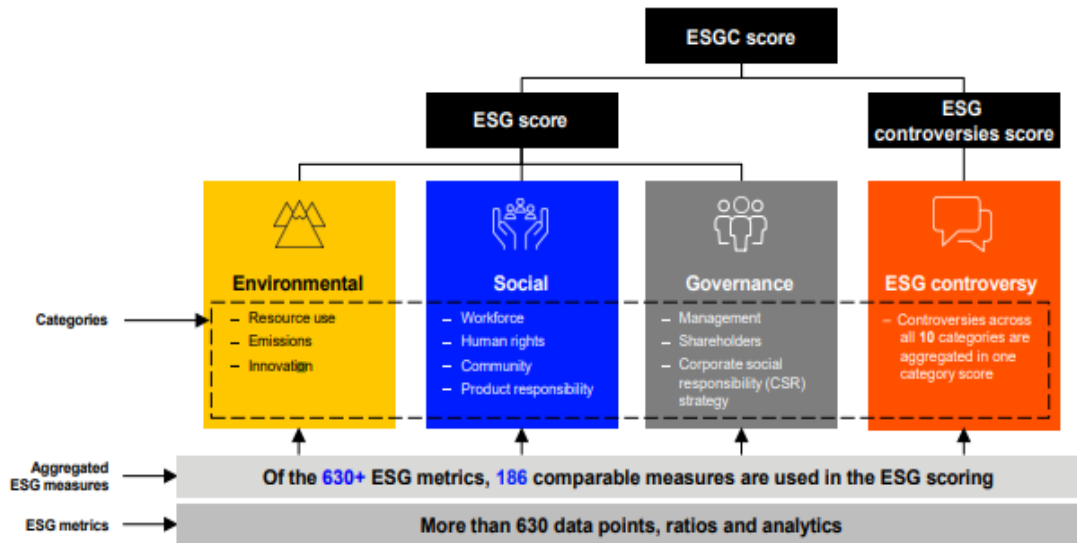 ESGC score
ESG score
ESG
controversies score
Environmental
Social
Governance
ESG controversy
Categories
– Resource use
– Emissions
– Innovation
– Workforce
– Human rights
– Community
– Product responsibility
– Management
– Shareholders
– Corporate social
responsibility (CSR)
strategy
– Controversies across
all 10 categories are
aggregated in one
category score
Aggregated
ESG measures
Of the 630+ ESG metrics, 186 comparable measures are used in the ESG scoring
ESG metrics
More than 630 data points, ratios and analytics